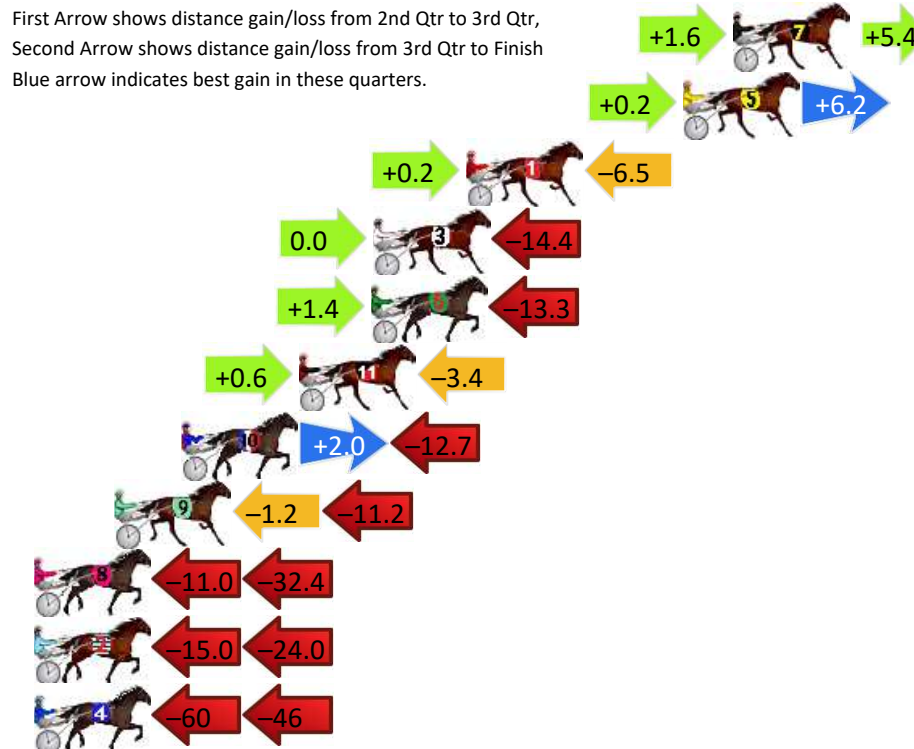 First Arrow shows distance gain/loss from 2nd Qtr to 3rd Qtr,
Second Arrow shows distance gain/loss from 3rd Qtr to Finish
Blue arrow indicates best gain in these quarters.
+1.6 7 +5.4
+0.2 5 +6.2
+0.2 1 –6.5
0.0 3 –14.4
+1.4 6 –13.3
+0.6 11 –3.4
10 +2.0 –12.7
9 –1.2 –11.2
8 –11.0 –32.4
2 –15.0 –24.0
4 –60 –46